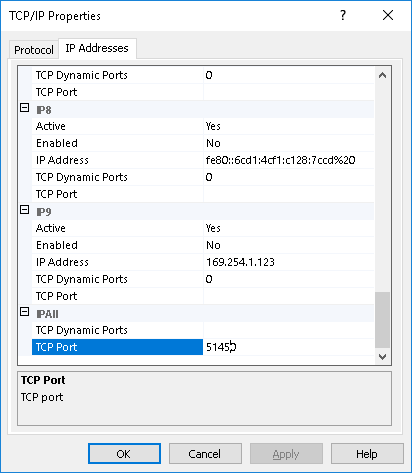 TCP/IP Properties
Protocol IP Addresses
TCP Dynamic Ports 0
TCP Port
IP8
Active Yes
Enabled No
IP Address fe80::6cd1:4cf1:c128:7ccd%20
TCP Dynamic Ports 0
TCP Port
IP9
Active Yes
Enabled No
IP Address 169.254.1.123
TCP Dynamic Ports 0
TCP Port
IPAll
TCP Dynamic Ports
TCP Port 51450
TCP Port
TCP port
OK Cancel Apply Help